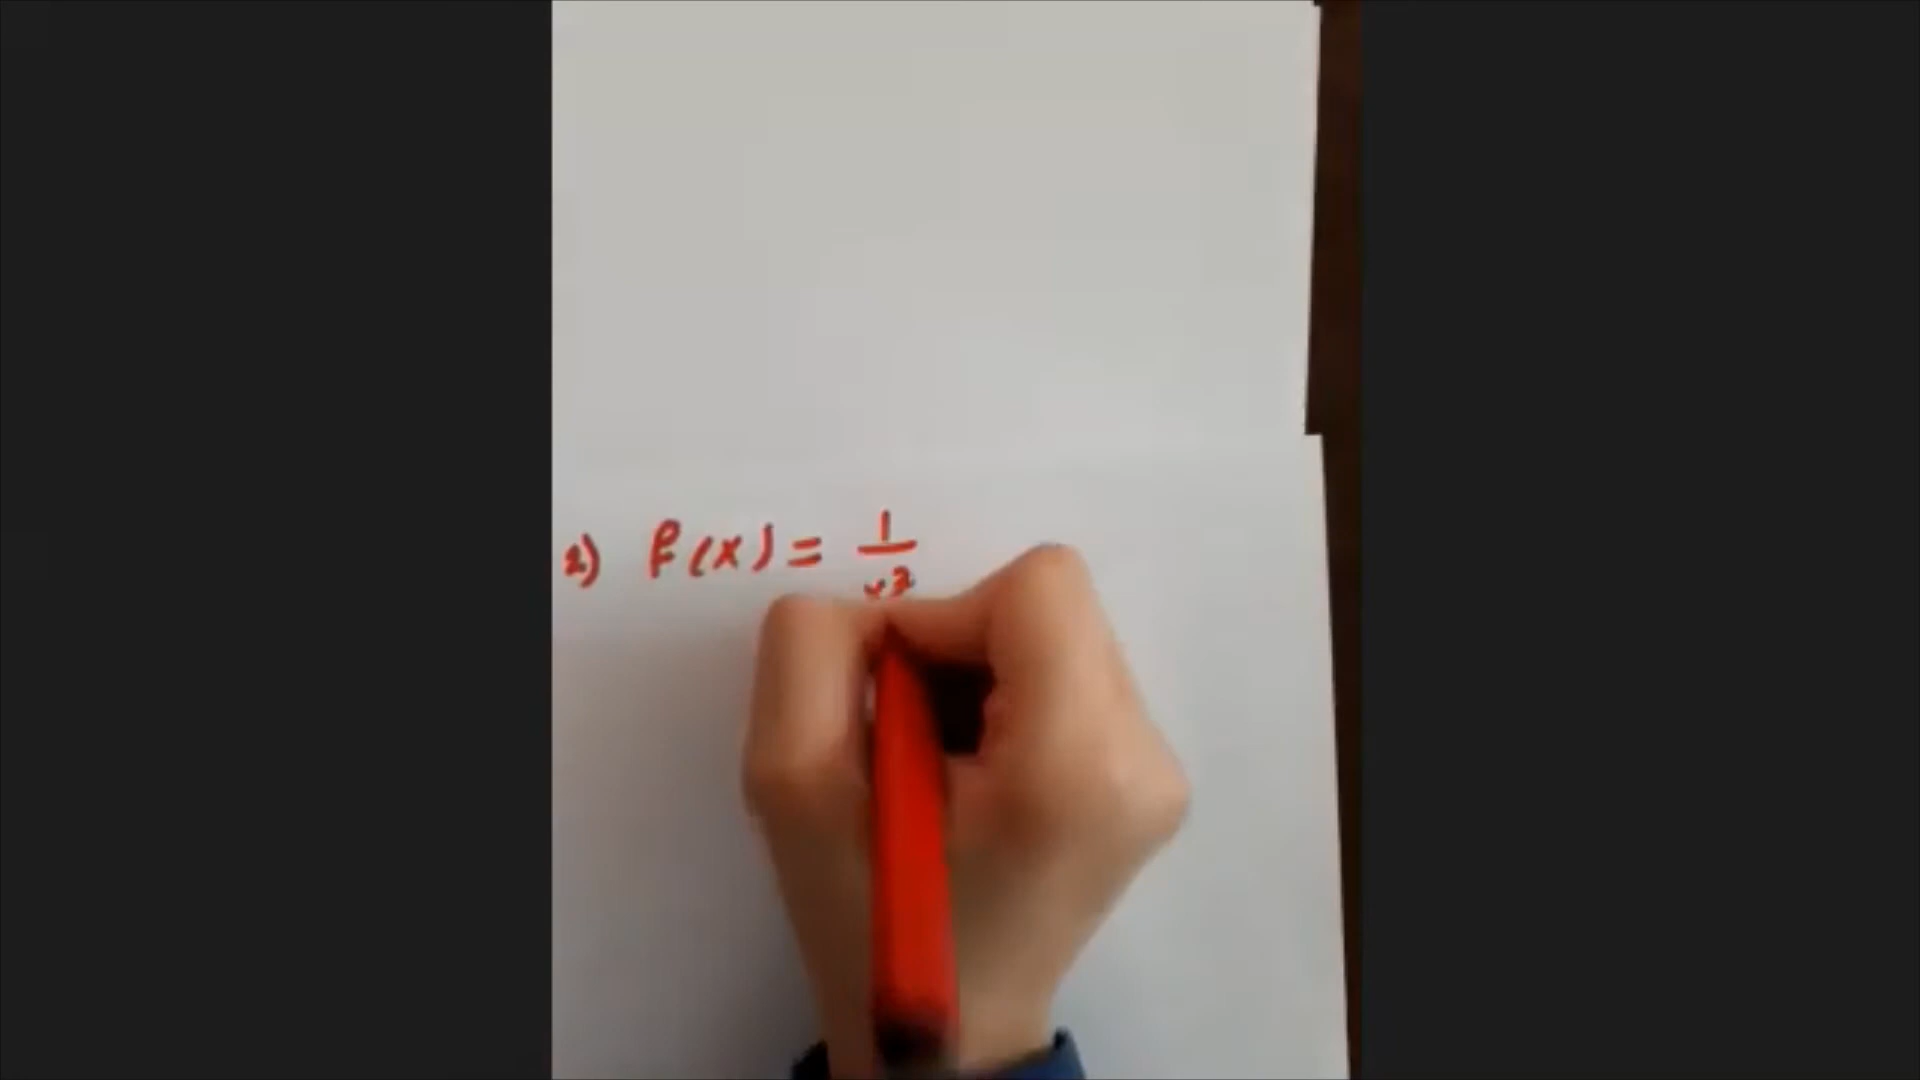 2) f(x) = 1/x²